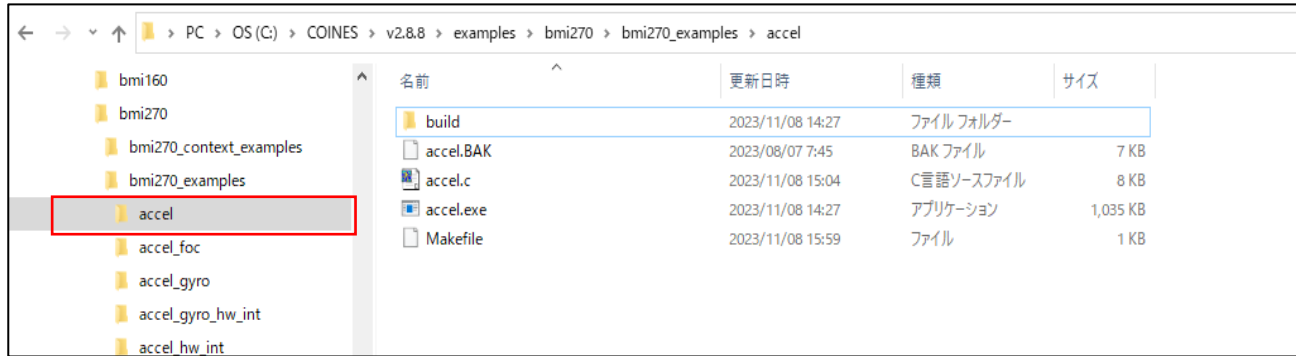 PC > OS (C:) > COINES > v2.8.8 > examples > bmi270 > bmi270_examples > accel
bmi160
bmi270
bmi270_context_examples
bmi270_examples
accel
accel_foc
accel_gyro
accel_gyro_hw_int
accel_hw_int
名前 更新日時 種類 サイズ
build 2023/11/08 14:27 ファイル フォルダー
accel.BAK 2023/08/07 7:45 BAK ファイル 7 KB
accel.c 2023/11/08 15:04 C言語ソースファイル 8 KB
accel.exe 2023/11/08 14:27 アプリケーション 1,035 KB
Makefile 2023/11/08 15:59 ファイル 1 KB